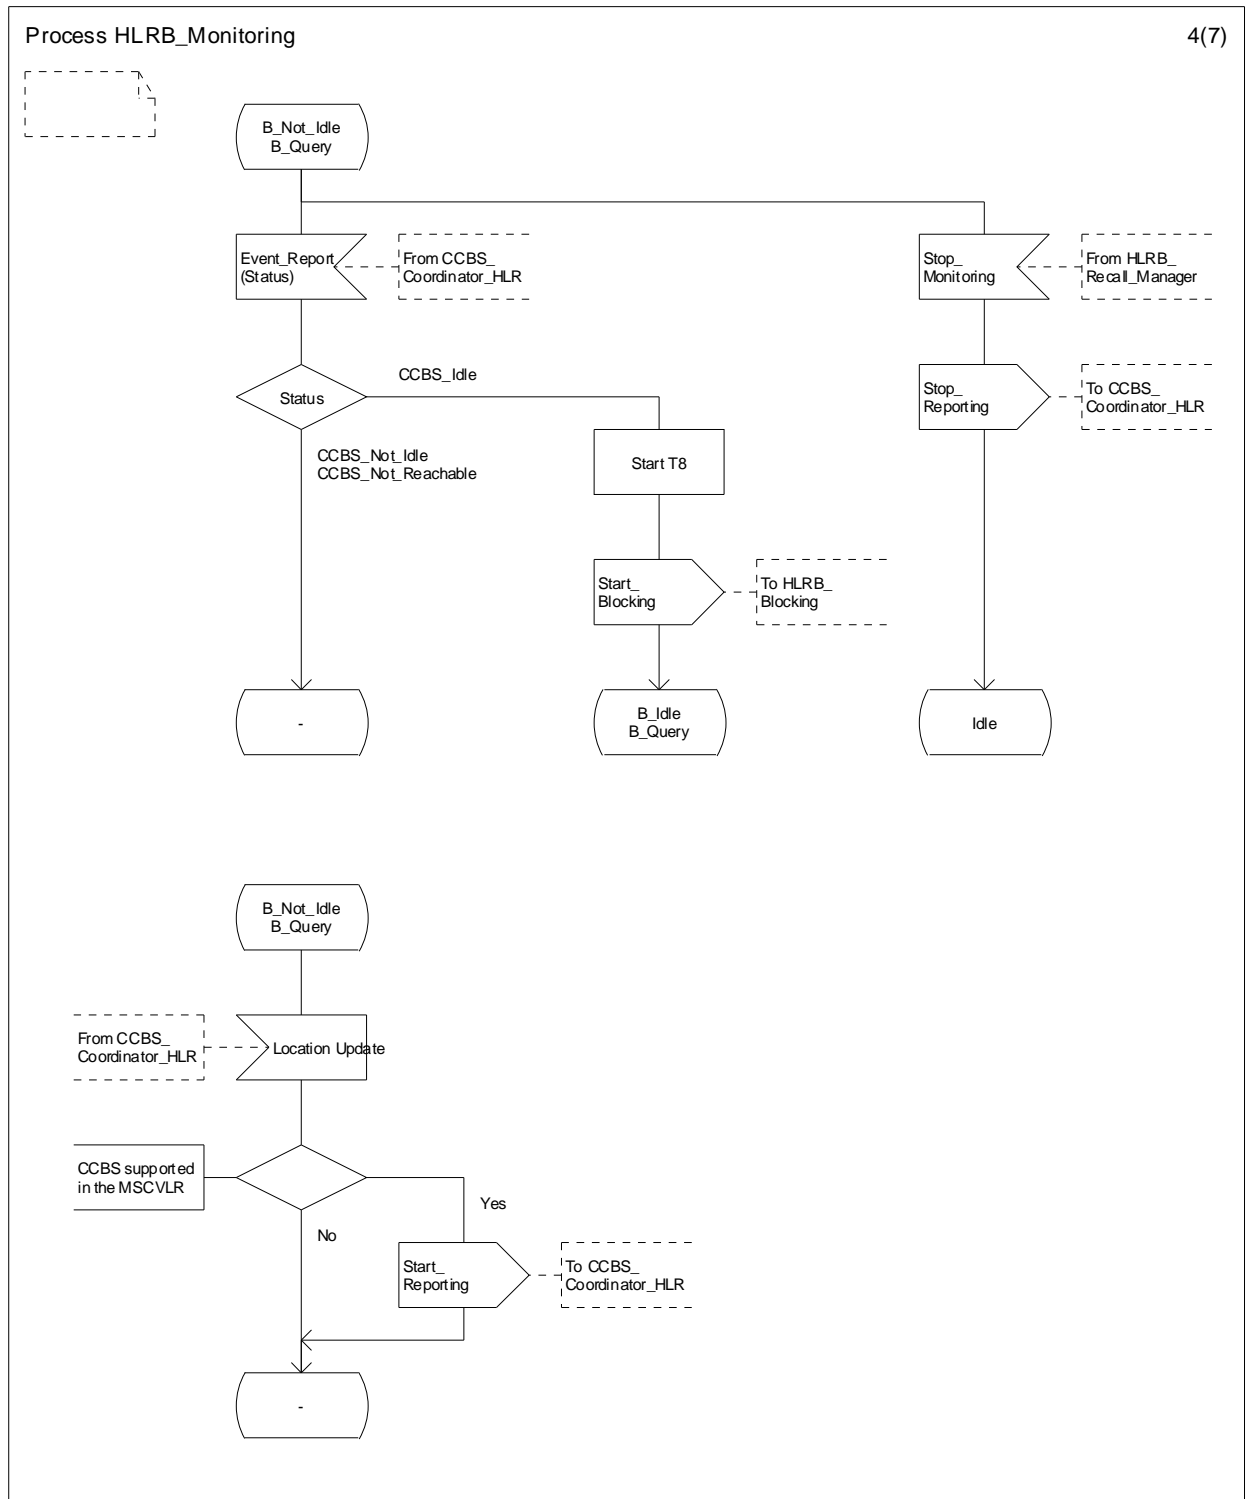 Process HLRB_Monitoring
4(7)
B_Not_Idle
B_Query
Event_Report
(Status)
From CCBS_
Coordinator_HLR
Stop_
Monitoring
From HLRB_
Recall_Manager
Status
CCBS_Idle
CCBS_Not_Idle
CCBS_Not_Reachable
Stop_
Reporting
To CCBS_
Coordinator_HLR
Start T8
Start_
Blocking
To HLRB_
Blocking
-
B_Idle
B_Query
Idle
B_Not_Idle
B_Query
From CCBS_
Coordinator_HLR
Location Update
CCBS supported
in the MSCVLR
Yes
No
Start_
Reporting
To CCBS_
Coordinator_HLR
-